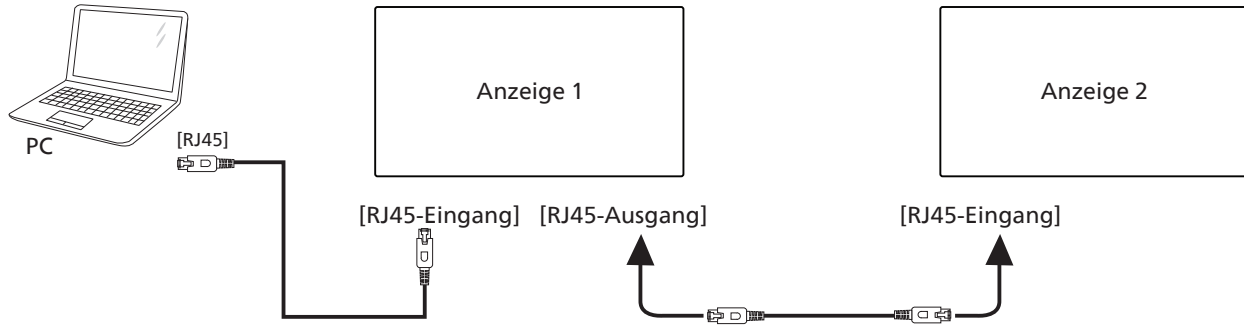 Anzeige 1
Anzeige 2
PC
[RJ45]
[RJ45-Eingang]
[RJ45-Ausgang]
[RJ45-Eingang]